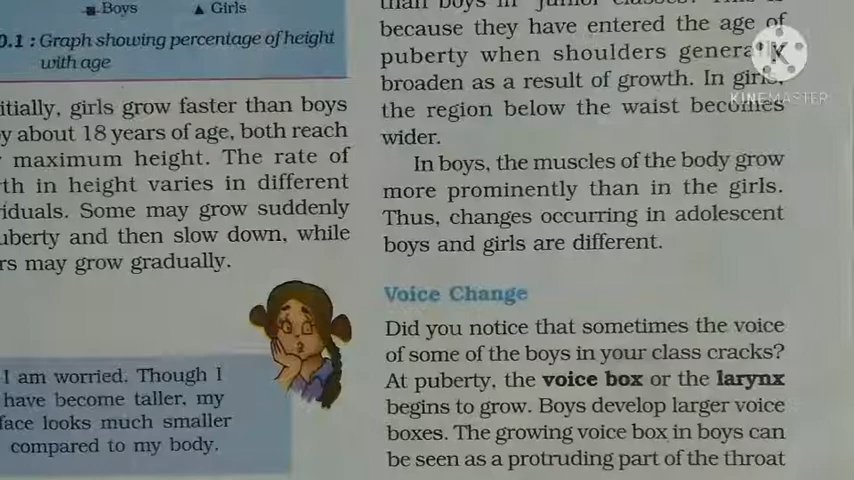 Boys Girls
0.1 : Graph showing percentage of height
with age
itially, girls grow faster than boys
y about 18 years of age, both reach
maximum height. The rate of
th in height varies in different
iduals. Some may grow suddenly
uberty and then slow down, while
rs may grow gradually.
I am worried. Though I
have become taller, my
face looks much smaller
compared to my body.
than boys in junior classes?
because they have entered the age of
puberty when shoulders generally
broaden as a result of growth. In girls,
the region below the waist becomes
wider.
In boys, the muscles of the body grow
more prominently than in the girls.
Thus, changes occurring in adolescent
boys and girls are different.
Voice Change
Did you notice that sometimes the voice
of some of the boys in your class cracks?
At puberty, the voice box or the larynx
begins to grow. Boys develop larger voice
boxes. The growing voice box in boys can
be seen as a protruding part of the throat
K
KINEMASTER